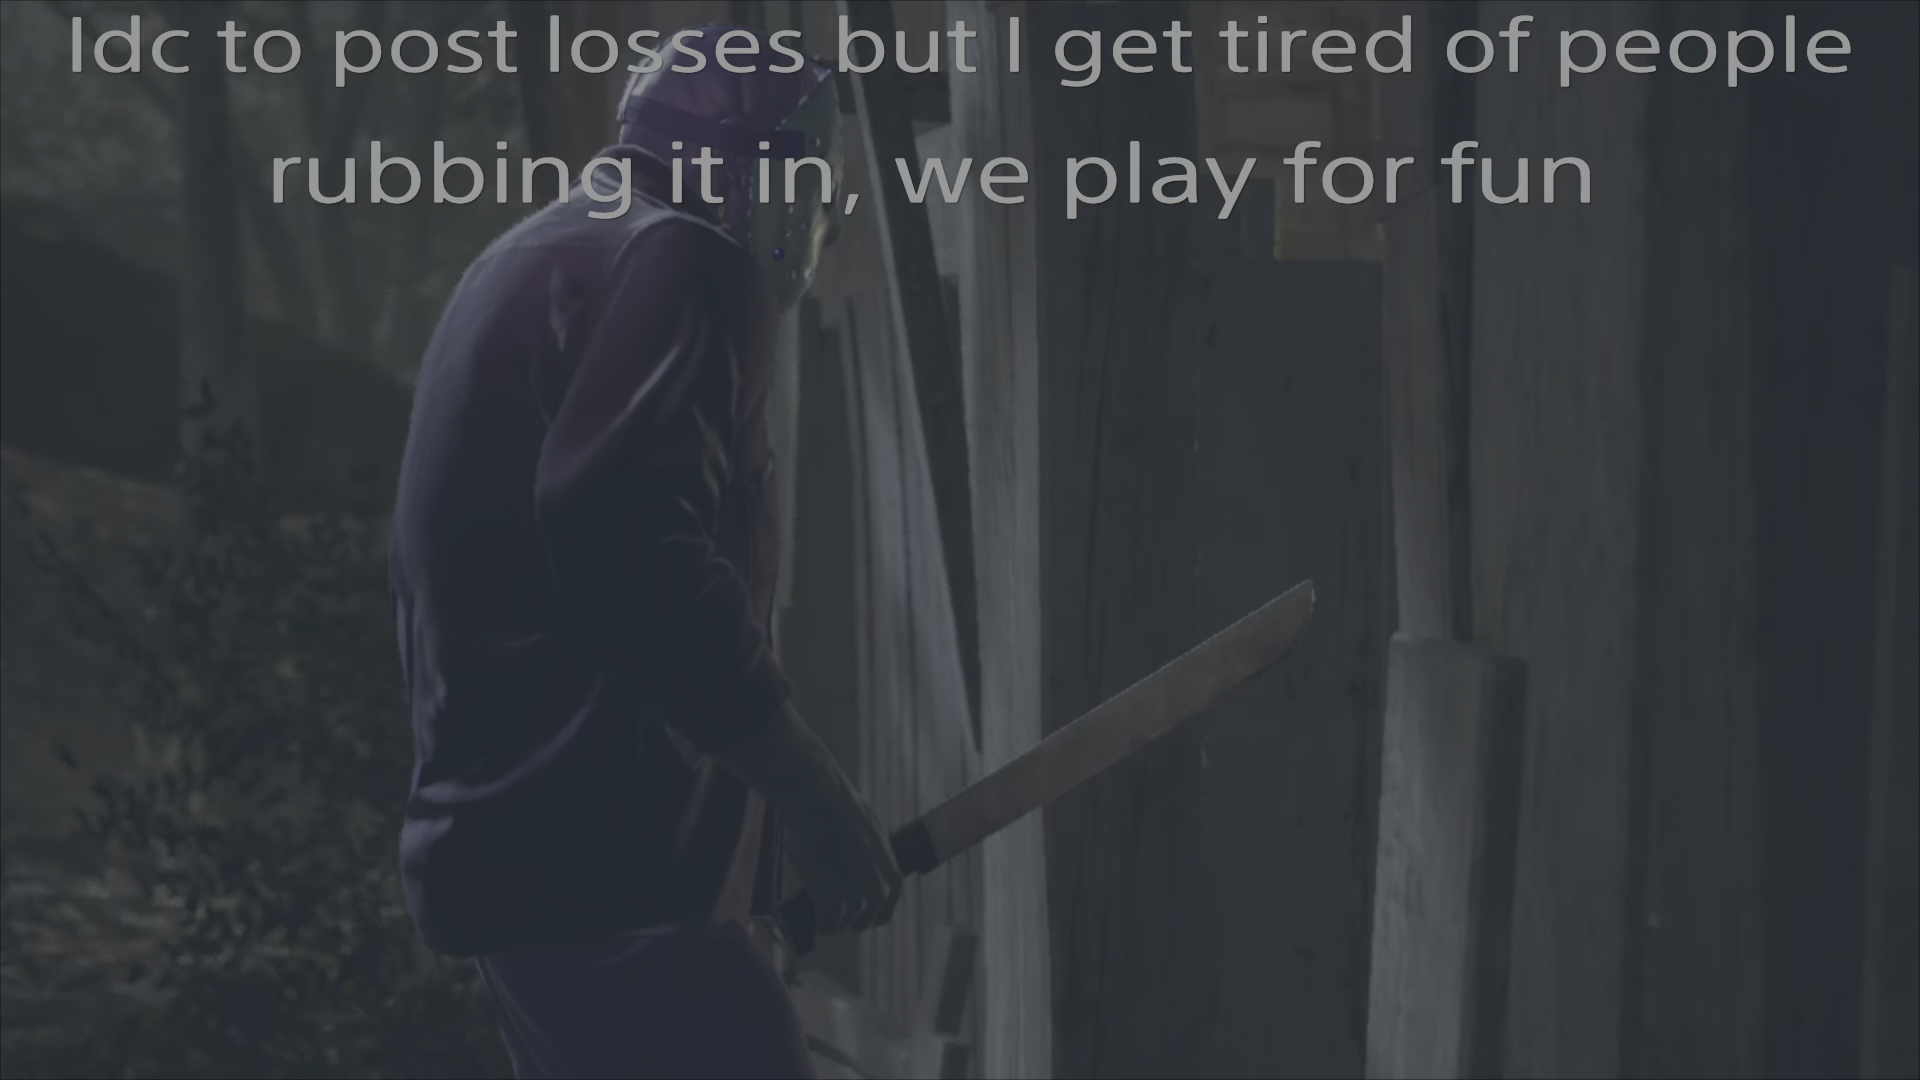 Idc to post losses but I get tired of people
rubbing it in, we play for fun